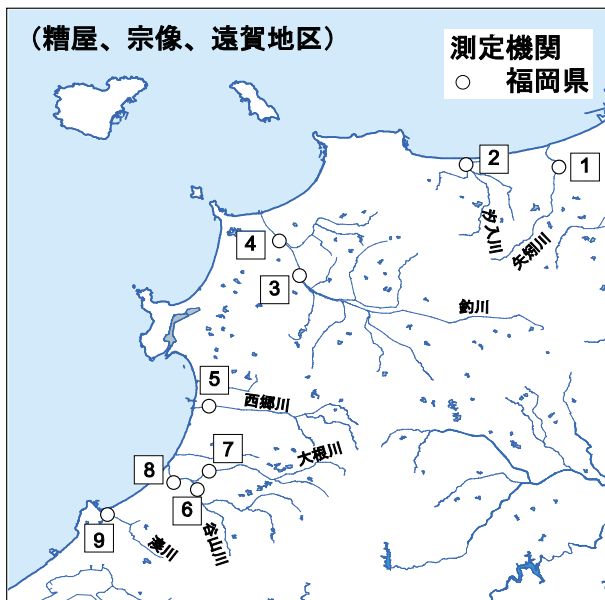 （糟屋、宗像、遠賀地区）
測定機関
○ 福岡県
2
1
汐入川
矢矧川
4
3
釣川
5
西郷川
7
大根川
8
6
谷山川
9
湊川